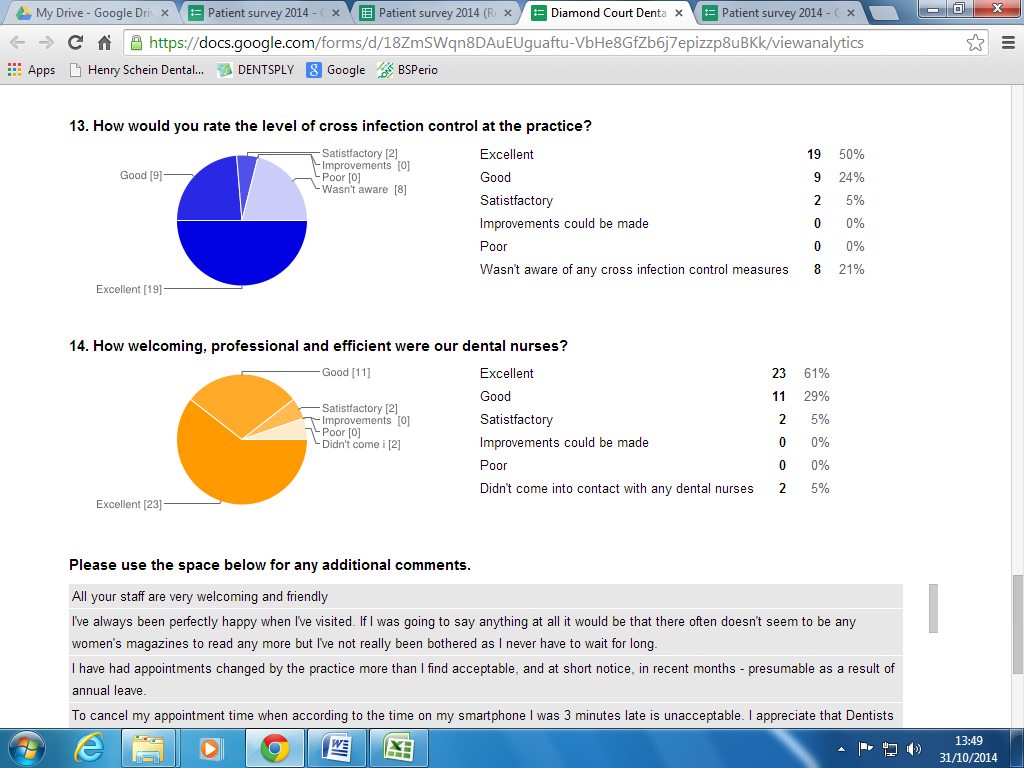 My Drive - Google Dri
Patient survey 2014 - 
Patient survey 2014 (R
Diamond Court Denta
Patient survey 2014 - 
https://docs.google.com/forms/d/18ZmSWqn8DAuEUguaftu-VbHe8GfZb6j7epizzp8uBKk/viewanalytics
Apps Henry Schein Dental... DENTSPLY Google BSPerio
13. How would you rate the level of cross infection control at the practice?
Satistfactory [2]
Improvements [0]
Poor [0]
Wasn't aware [8]
Good [9]
Excellent [19]
Excellent 19 50%
Good 9 24%
Satistfactory 2 5%
Improvements could be made 0 0%
Poor 0 0%
Wasn't aware of any cross infection control measures 8 21%
14. How welcoming, professional and efficient were our dental nurses?
Good [11]
Satistfactory [2]
Improvements [0]
Poor [0]
Didn't come i [2]
Excellent [23]
Excellent 23 61%
Good 11 29%
Satistfactory 2 5%
Improvements could be made 0 0%
Poor 0 0%
Didn't come into contact with any dental nurses 2 5%
Please use the space below for any additional comments.
All your staff are very welcoming and friendly
I've always been perfectly happy when I've visited. If I was going to say anything at all it would be that there often doesn't seem to be any
women's magazines to read any more but I've not really been bothered as I never have to wait for long.
I have had appointments changed by the practice more than I find acceptable, and at short notice, in recent months - presumable as a result of
annual leave.
To cancel my appointment time when according to the time on my smartphone I was 3 minutes late is unacceptable. I appreciate that Dentists
13:49
31/10/2014